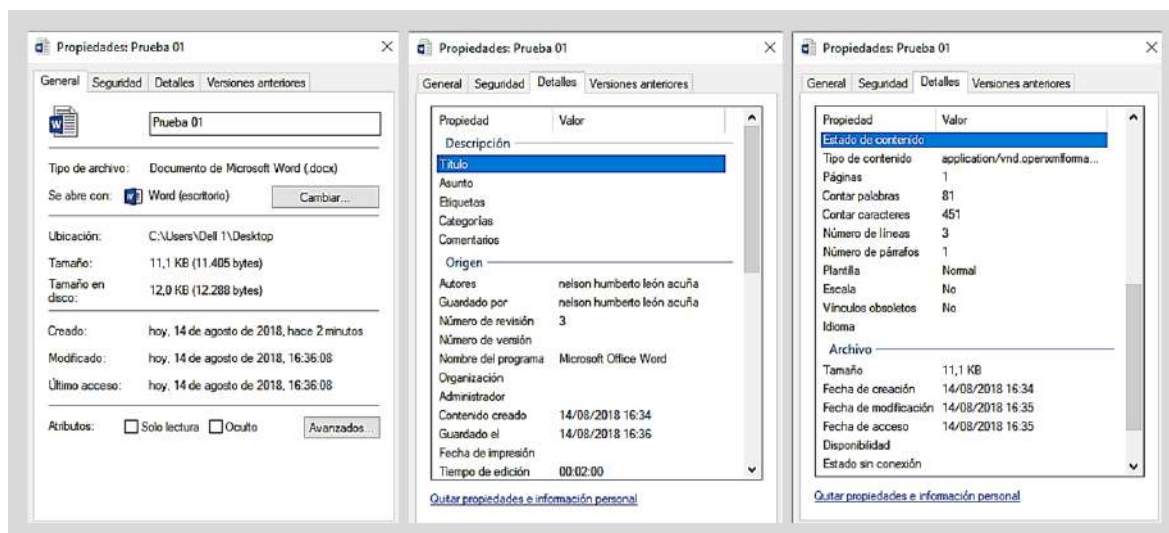 Propiedades: Prueba 01
General Seguridad Detalles Versiones anteriores
Prueba 01
Tipo de archivo: Documento de Microsoft Word (.docx)
Se abre con: Word (escritorio) Cambiar...
Ubicación: C:\Users\Dell 1\Desktop
Tamaño: 11,1 KB (11.405 bytes)
Tamaño en disco: 12,0 KB (12.288 bytes)
Creado: hoy, 14 de agosto de 2018, hace 2 minutos
Modificado: hoy, 14 de agosto de 2018, 16:36:08
Último acceso: hoy, 14 de agosto de 2018, 16:36:08
Atributos: Solo lectura Oculto Avanzados...
Propiedades: Prueba 01
General Seguridad Detalles Versiones anteriores
Propiedad Valor
Descripción
Título
Asunto
Etiquetas
Categorías
Comentarios
Origen
Autores nelson humberto león acuña
Guardado por nelson humberto león acuña
Número de revisión 3
Número de versión
Nombre del programa Microsoft Office Word
Organización
Administrador
Contenido creado 14/08/2018 16:34
Guardado el 14/08/2018 16:36
Fecha de impresión
Tiempo de edición 00:02:00
Quitar propiedades e información personal
Propiedades: Prueba 01
General Seguridad Detalles Versiones anteriores
Propiedad Valor
Estado de contenido
Tipo de contenido application/vnd.openxmlforma...
Páginas 1
Contar palabras 81
Contar caracteres 451
Número de líneas 3
Número de párrafos 1
Plantilla Normal
Escala No
Vínculos obsoletos No
Idioma
Archivo
Tamaño 11,1 KB
Fecha de creación 14/08/2018 16:34
Fecha de modificación 14/08/2018 16:35
Fecha de acceso 14/08/2018 16:35
Disponibilidad
Estado sin conexión
Quitar propiedades e información personal